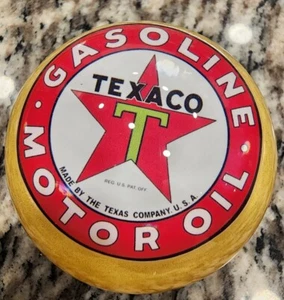 GASOLINE
TEXACO
T
REG. U.S. PAT. OFF.
MADE BY THE TEXAS COMPANY U.S.A.
MOTOR OIL